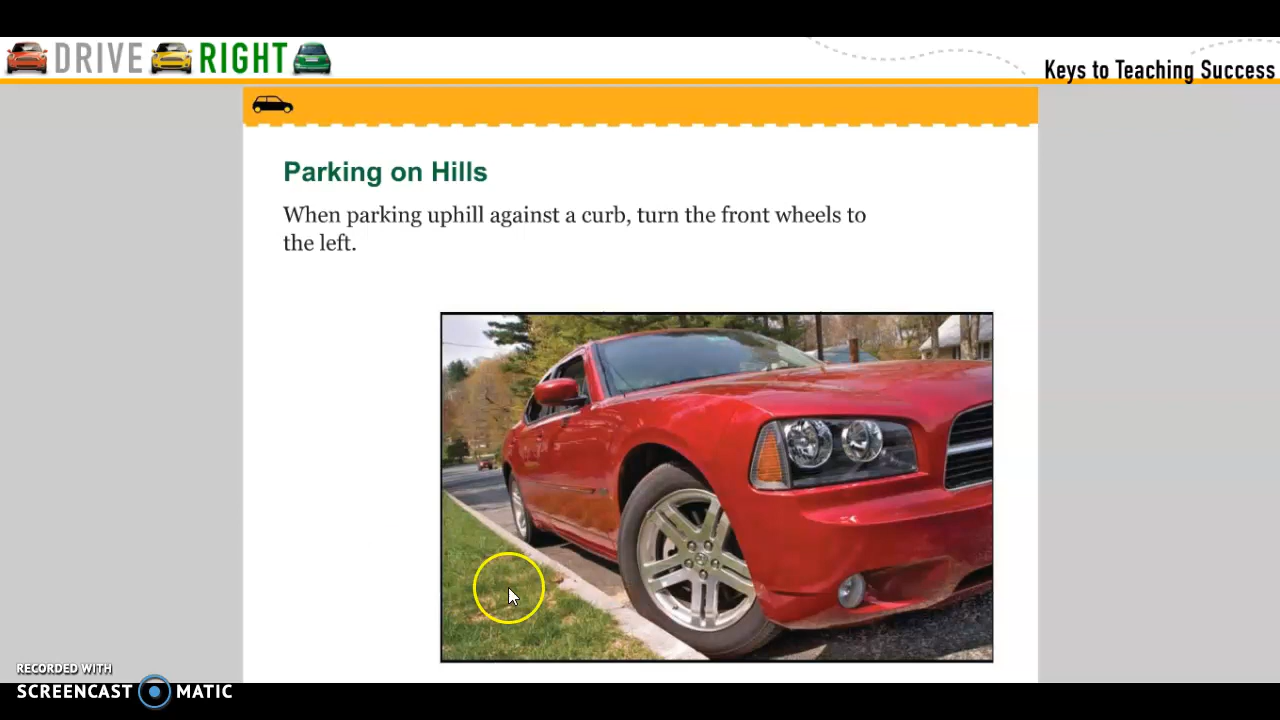 DRIVE RIGHT
Keys to Teaching Success
Parking on Hills
When parking uphill against a curb, turn the front wheels to
the left.
RECORDED WITH
SCREENCAST MATIC